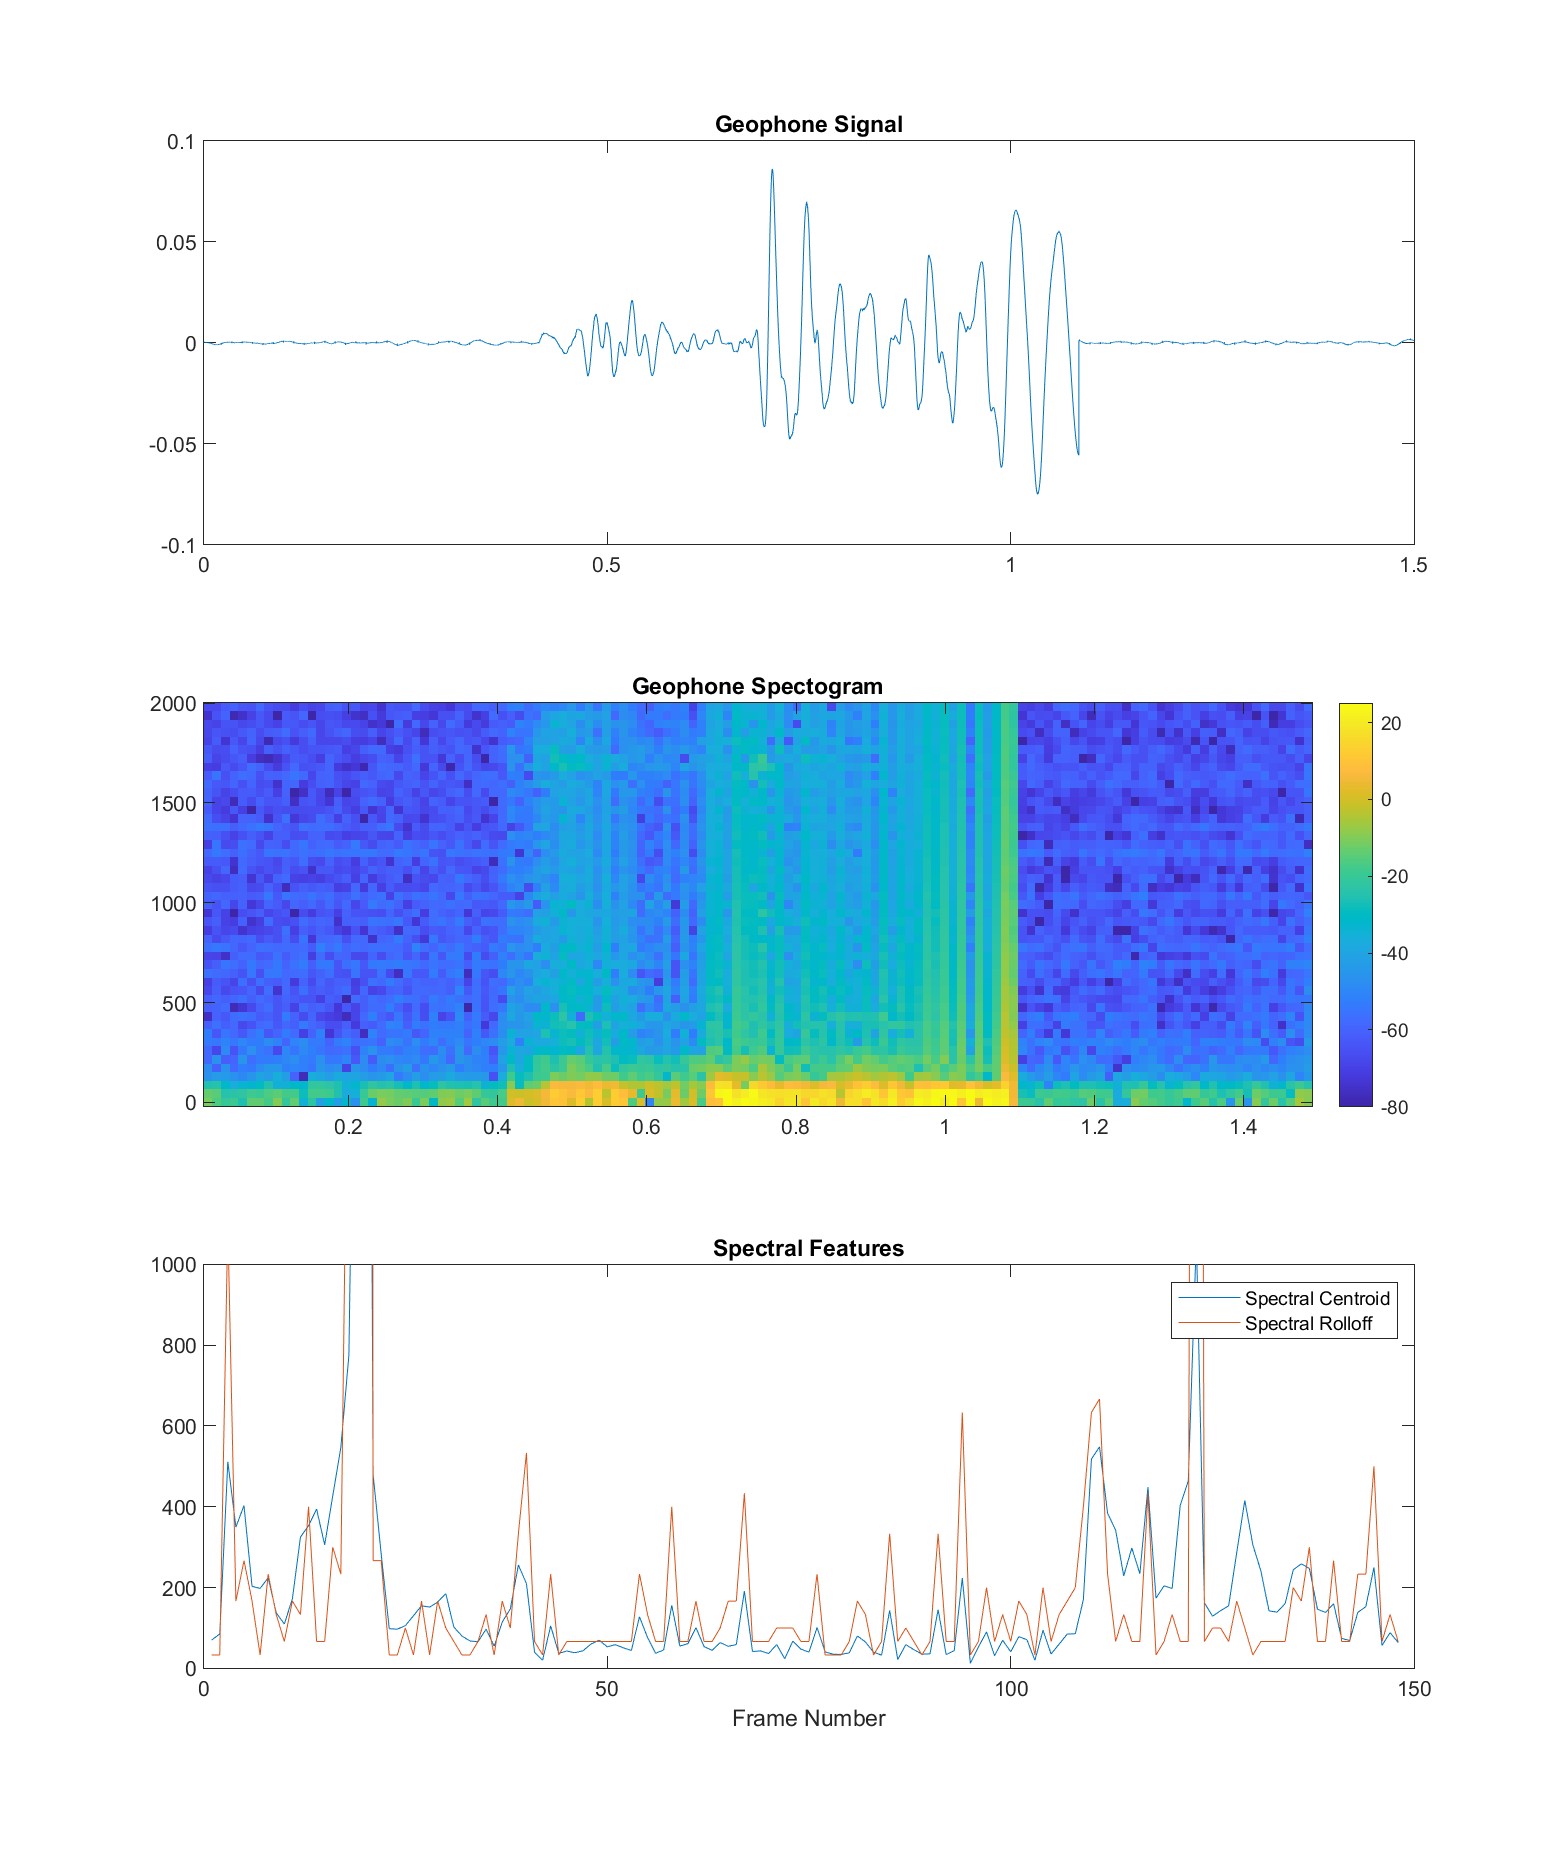 Geophone Signal
0.1
0.05
0
-0.05
-0.1
0 0.5 1 1.5
Geophone Spectogram
2000
1500
1000
500
0
0.2 0.4 0.6 0.8 1 1.2 1.4
20
0
-20
-40
-60
-80
Spectral Features
1000
800
600
400
200
0
Spectral Centroid
Spectral Rolloff
0 50 100 150
Frame Number